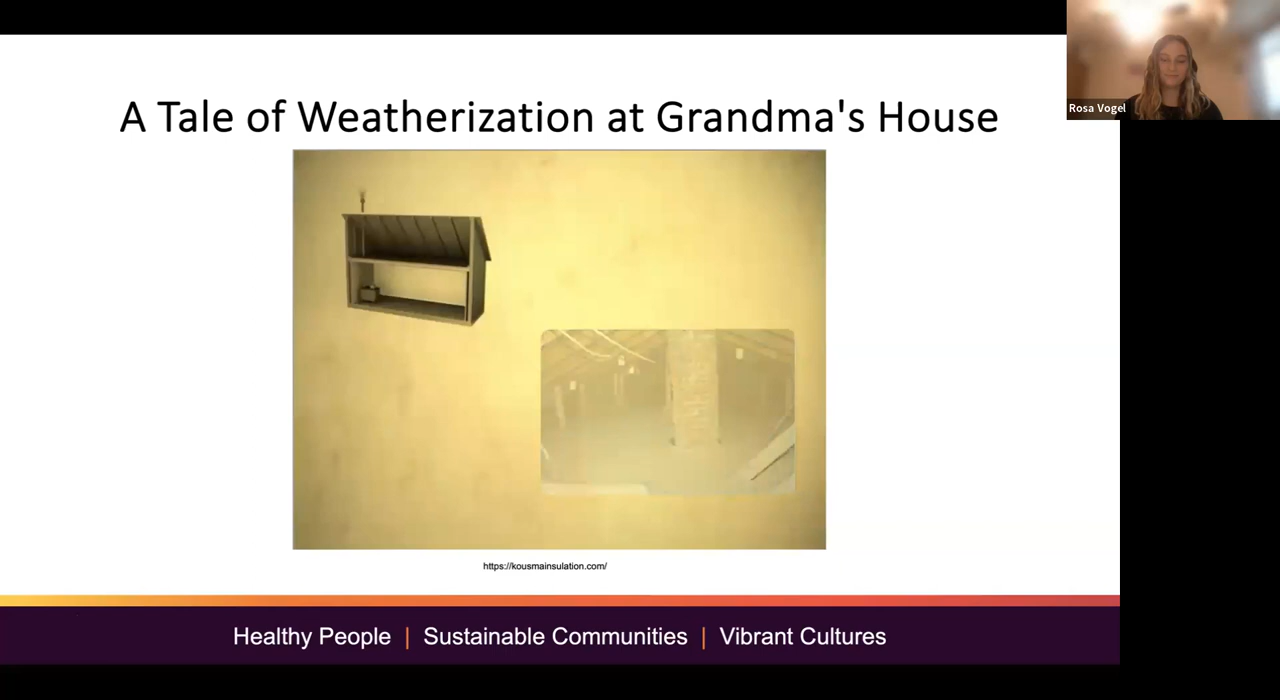 A Tale of Weatherization at Grandma's House
Rosa Vogel
https://kousmainsulation.com/
Healthy People | Sustainable Communities | Vibrant Cultures